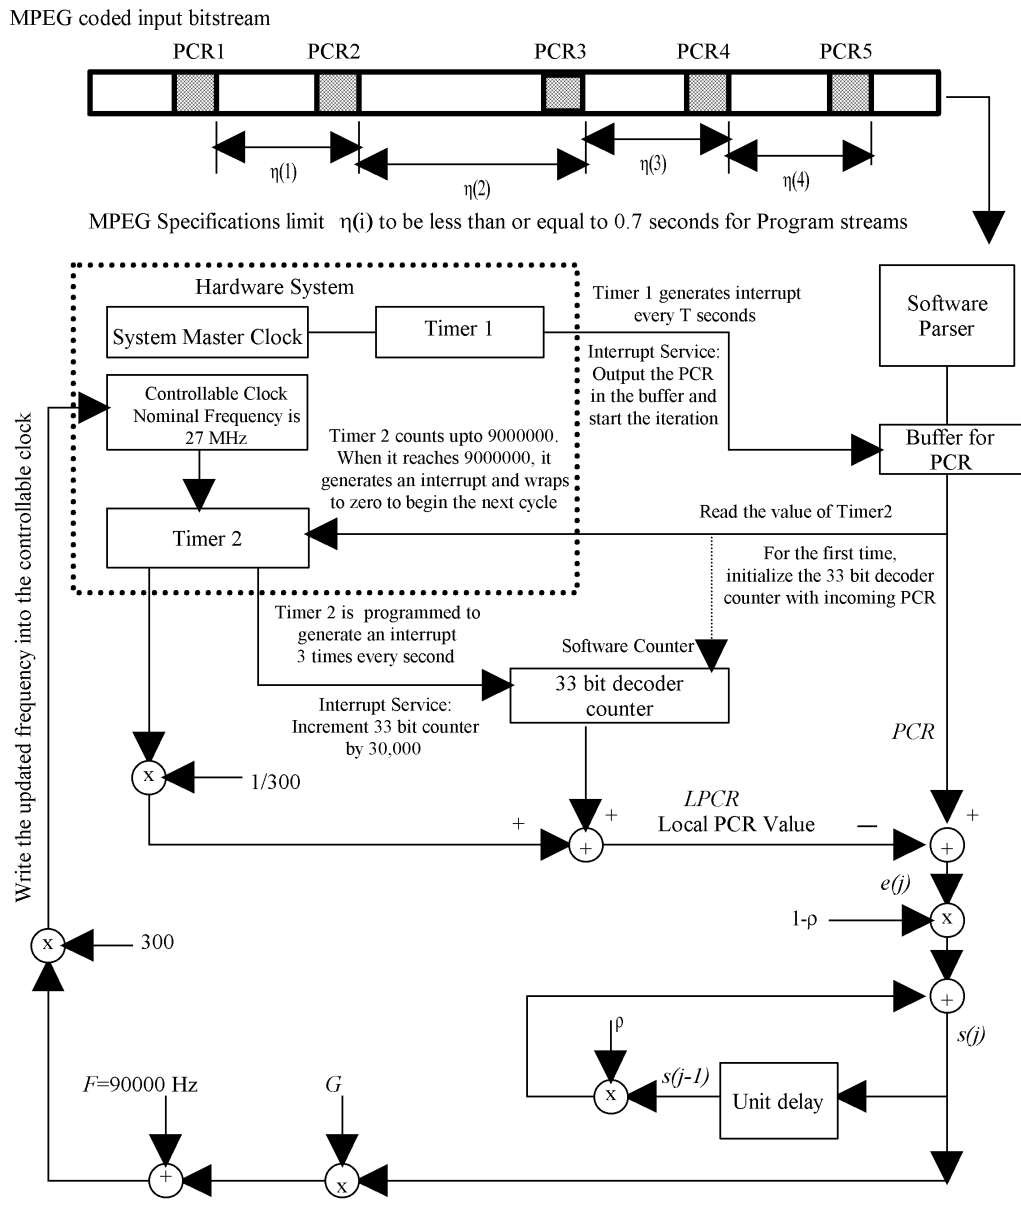 MPEG coded input bitstream
PCR1
PCR2
PCR3
PCR4
PCR5
η(1)
η(2)
η(3)
η(4)
MPEG Specifications limit η(i) to be less than or equal to 0.7 seconds for Program streams
Hardware System
System Master Clock
Timer 1
Timer 1 generates interrupt
every T seconds
Interrupt Service:
Output the PCR
in the buffer and
start the iteration
Software
Parser
Buffer for
PCR
Controllable Clock
Nominal Frequency is
27 MHz
Timer 2 counts upto 9000000.
When it reaches 9000000, it
generates an interrupt and wraps
to zero to begin the next cycle
Timer 2
Read the value of Timer2
For the first time,
initialize the 33 bit decoder
counter with incoming PCR
Timer 2 is programmed to
generate an interrupt
3 times every second
Software Counter
33 bit decoder
counter
Interrupt Service:
Increment 33 bit counter
by 30,000
Write the updated frequency into the controllable clock
PCR
x
1/300
LPCR
Local PCR Value
+
+
+
—
+
+
e(j)
1-ρ
x
x
300
+
s(j)
ρ
x
s(j-1)
Unit delay
F=90000 Hz
G
+
x